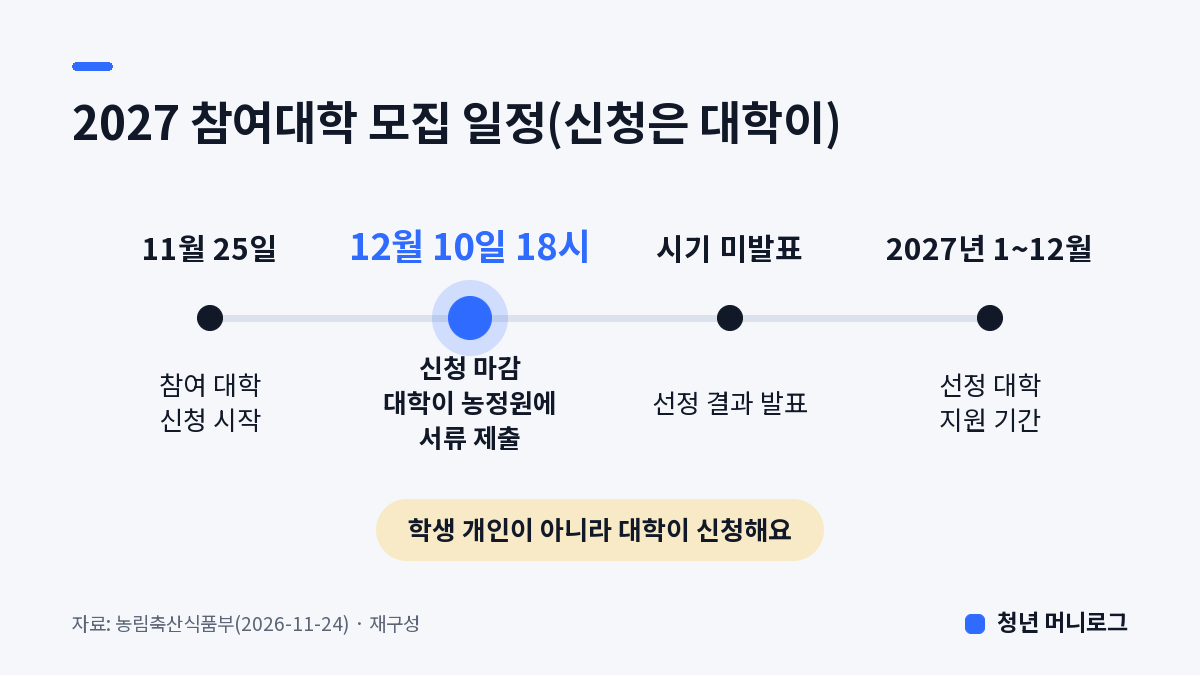 2027 참여대학 모집 일정(신청은 대학이)
11월 25일
참여 대학
신청 시작
12월 10일 18시
신청 마감
대학이 농정원에
서류 제출
시기 미발표
선정 결과 발표
2027년 1~12월
선정 대학
지원 기간
학생 개인이 아니라 대학이 신청해요
자료: 농림축산식품부(2026-11-24) · 재구성
청년 머니로그